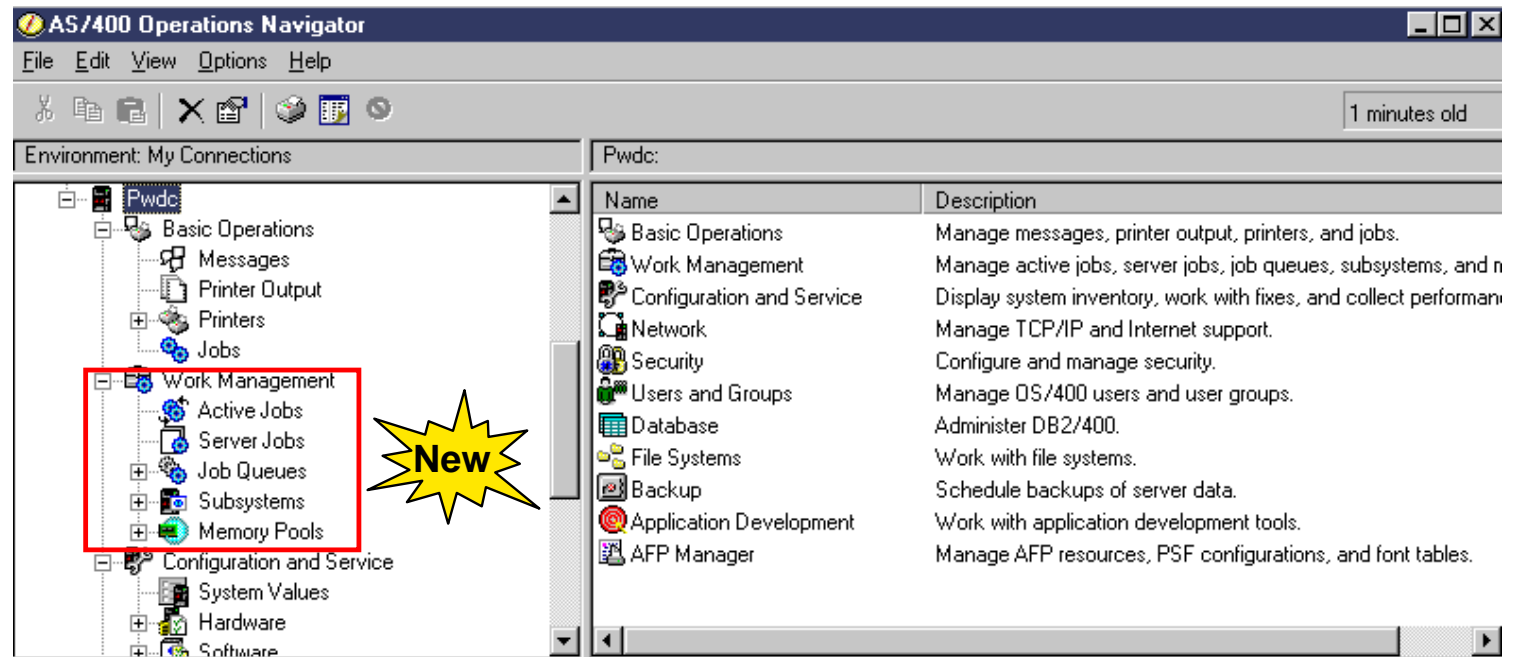 AS/400 Operations Navigator
File Edit View Options Help
1 minutes old
Environment: My Connections
Pwdc:
Pwdc
Basic Operations
Messages
Printer Output
Printers
Jobs
Work Management
Active Jobs
Server Jobs
Job Queues
Subsystems
Memory Pools
Configuration and Service
System Values
Hardware
Software
New
Name Description
Basic Operations Manage messages, printer output, printers, and jobs.
Work Management Manage active jobs, server jobs, job queues, subsystems, and
Configuration and Service Display system inventory, work with fixes, and collect performan
Network Manage TCP/IP and Internet support.
Security Configure and manage security.
Users and Groups Manage OS/400 users and user groups.
Database Administer DB2/400.
File Systems Work with file systems.
Backup Schedule backups of server data.
Application Development Work with application development tools.
AFP Manager Manage AFP resources, PSF configurations, and font tables.